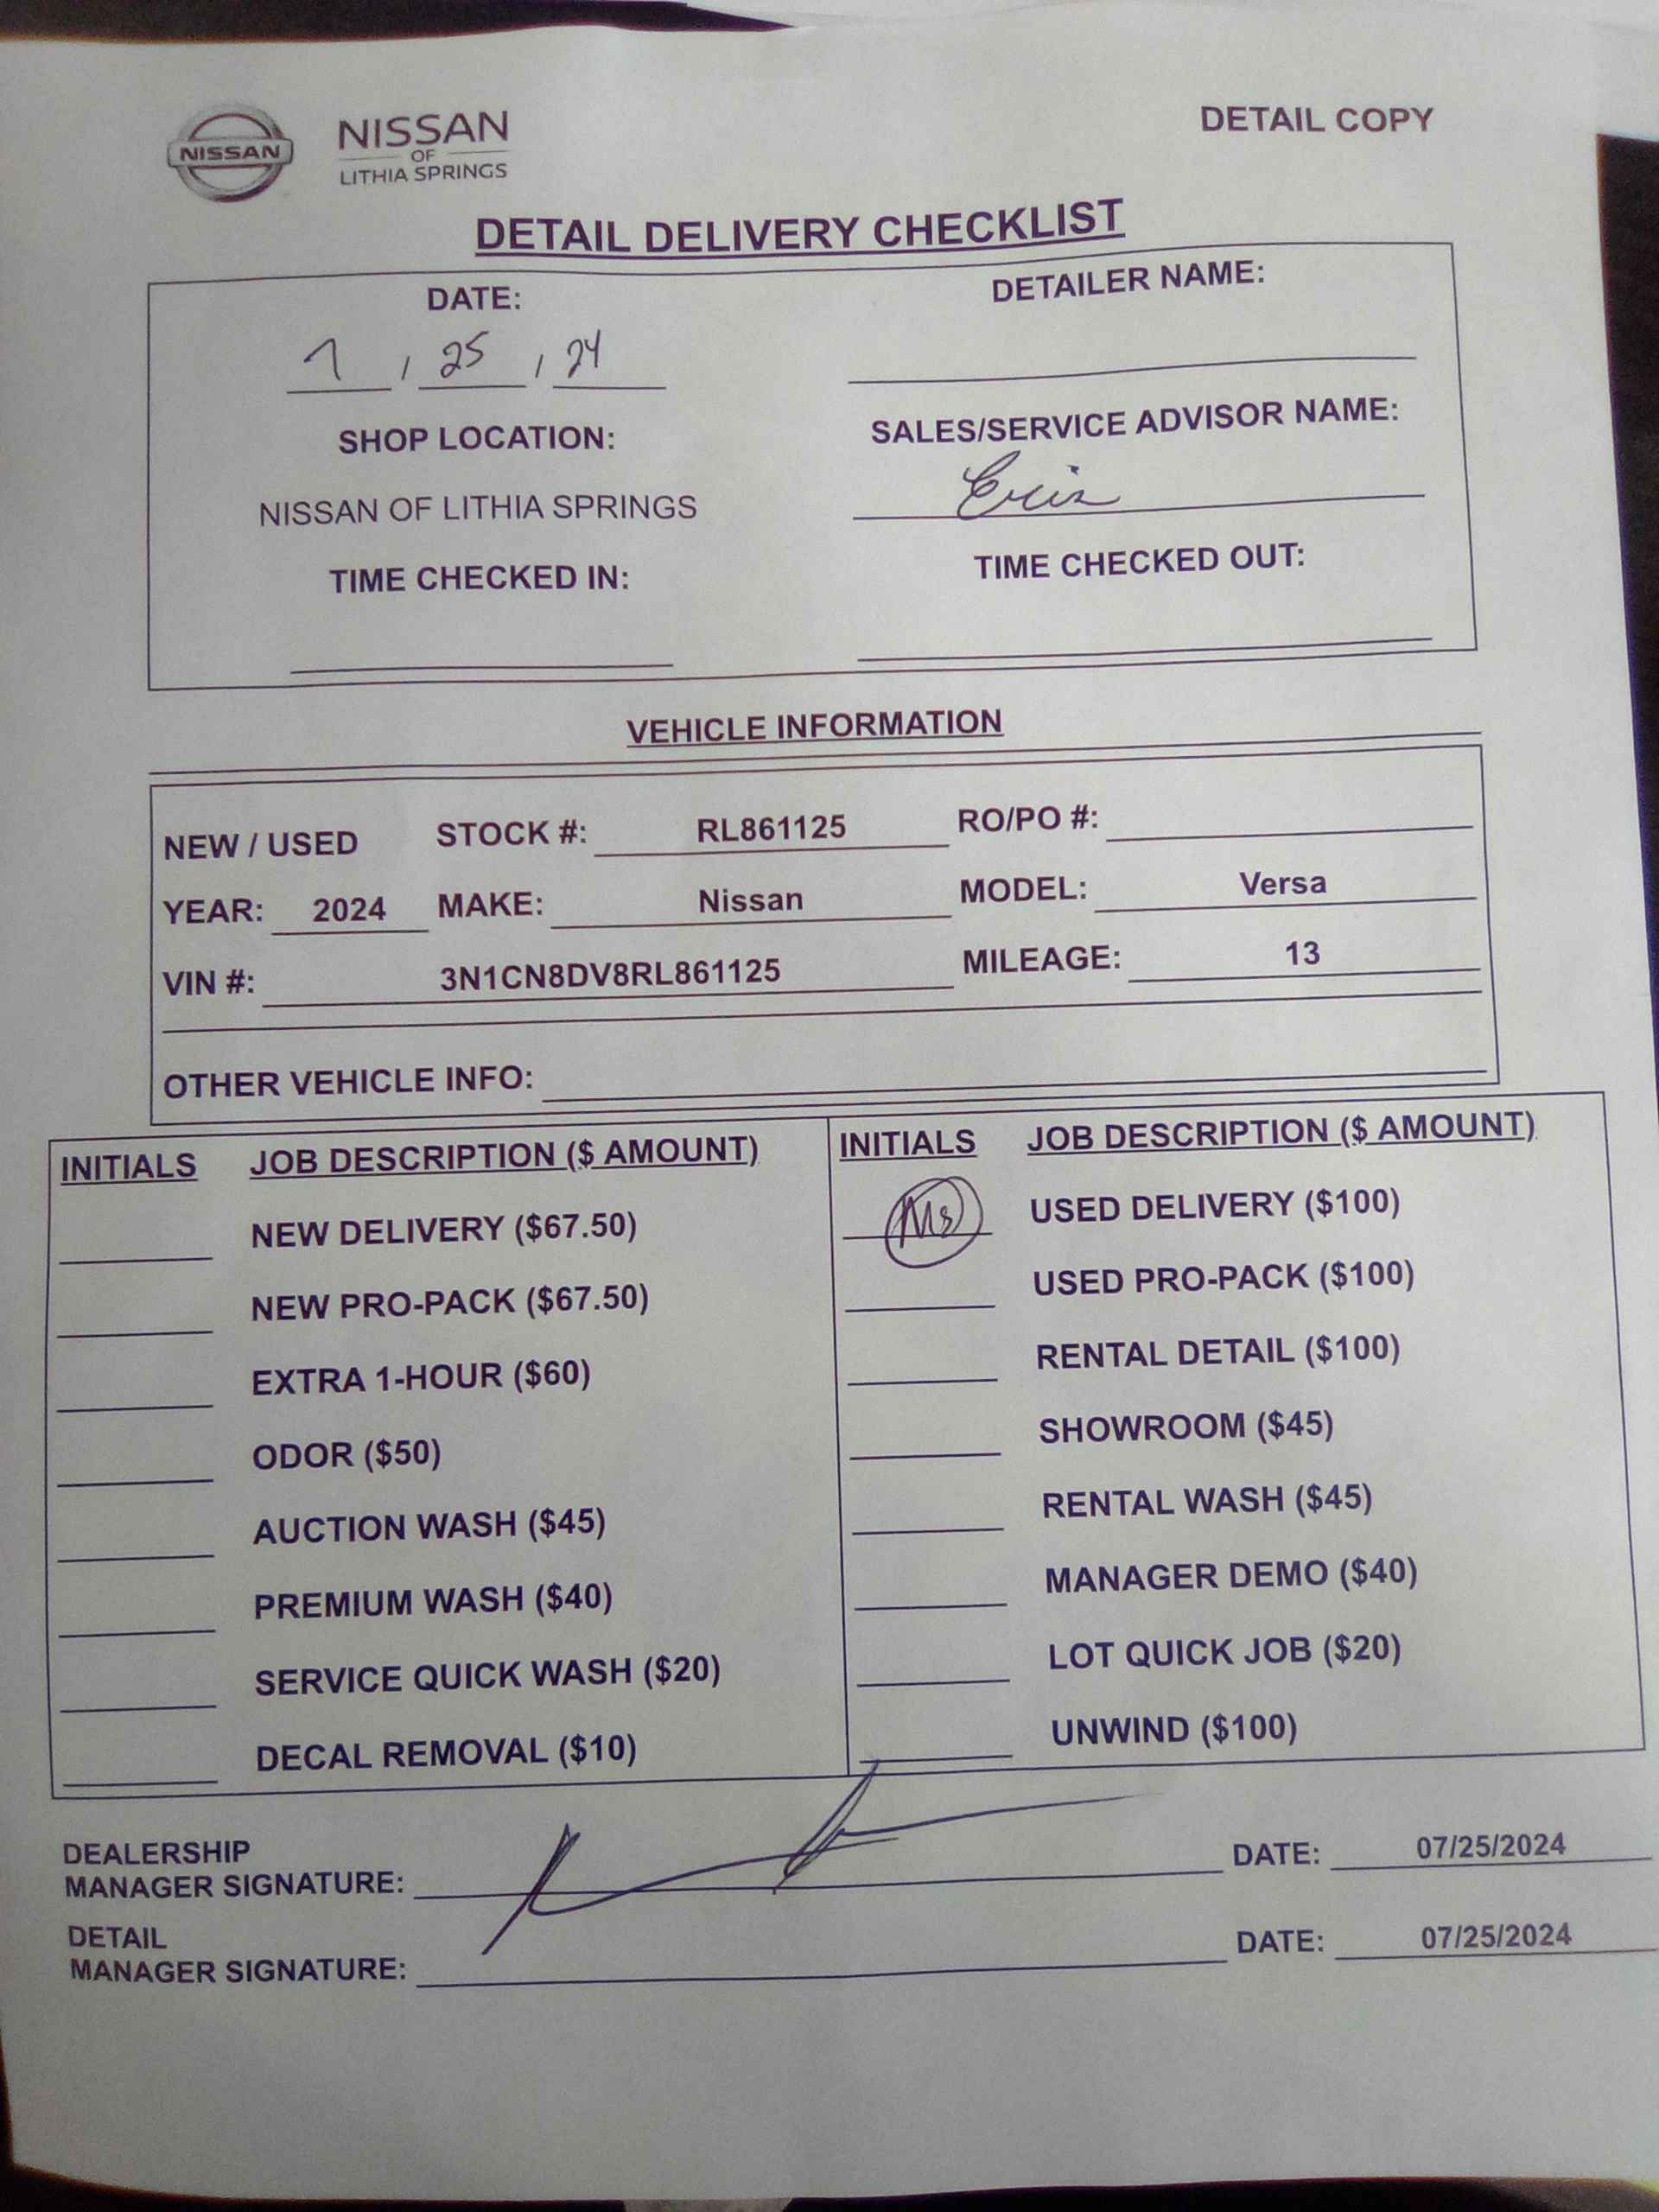 DETAIL COPY
NISSAN
NISSAN
OF
LITHIA SPRINGS
DETAIL DELIVERY CHECKLIST
DATE:
7 / 25 / 24
DETAILER NAME:
SHOP LOCATION:
NISSAN OF LITHIA SPRINGS
SALES/SERVICE ADVISOR NAME:
TIME CHECKED IN:
TIME CHECKED OUT:
VEHICLE INFORMATION
NEW / USED STOCK #: RL861125 RO/PO #:
YEAR: 2024 MAKE: Nissan MODEL: Versa
VIN #: 3N1CN8DV8RL861125 MILEAGE: 13
OTHER VEHICLE INFO:
INITIALS JOB DESCRIPTION ($ AMOUNT)
NEW DELIVERY ($67.50)
NEW PRO-PACK ($67.50)
EXTRA 1-HOUR ($60)
ODOR ($50)
AUCTION WASH ($45)
PREMIUM WASH ($40)
SERVICE QUICK WASH ($20)
DECAL REMOVAL ($10)
INITIALS JOB DESCRIPTION ($ AMOUNT)
USED DELIVERY ($100)
USED PRO-PACK ($100)
RENTAL DETAIL ($100)
SHOWROOM ($45)
RENTAL WASH ($45)
MANAGER DEMO ($40)
LOT QUICK JOB ($20)
UNWIND ($100)
DEALERSHIP
MANAGER SIGNATURE: DATE: 07/25/2024
DETAIL
MANAGER SIGNATURE: DATE: 07/25/2024